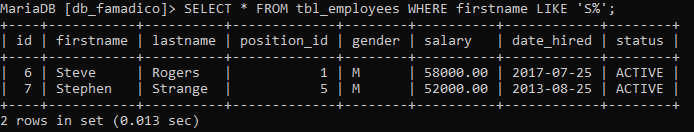 MariaDB [db_famadico]> SELECT * FROM tbl_employees WHERE firstname LIKE 'S%';
+----+-----------+----------+-------------+--------+----------+------------+--------+
| id | firstname | lastname | position_id | gender | salary   | date_hired | status |
+----+-----------+----------+-------------+--------+----------+------------+--------+
|  6 | Steve     | Rogers   |           1 | M      | 58000.00 | 2017-07-25 | ACTIVE |
|  7 | Stephen   | Strange  |           5 | M      | 52000.00 | 2013-08-25 | ACTIVE |
+----+-----------+----------+-------------+--------+----------+------------+--------+
2 rows in set (0.013 sec)